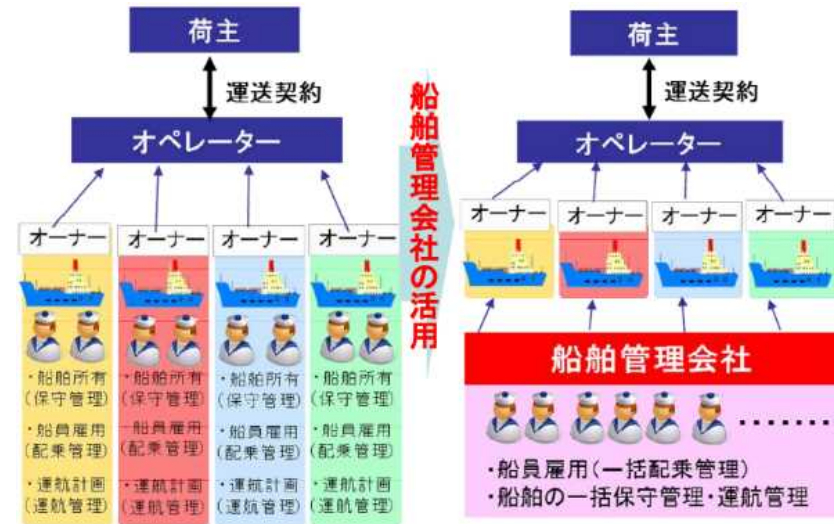 荷主
運送契約
オペレーター
オーナー
オーナー
オーナー
オーナー
・船舶所有
(保守管理)
・船員雇用
(配乗管理)
・運航計画
(運航管理)
・船舶所有
(保守管理)
・船員雇用
(配乗管理)
・運航計画
(運航管理)
・船舶所有
(保守管理)
・船員雇用
(配乗管理)
・運航計画
(運航管理)
・船舶所有
(保守管理)
・船員雇用
(配乗管理)
・運航計画
(運航管理)
船舶管理会社の活用
荷主
運送契約
オペレーター
オーナー
オーナー
オーナー
オーナー
船舶管理会社
・・・・・・・・
・船員雇用(一括配乗管理)
・船舶の一括保守管理・運航管理